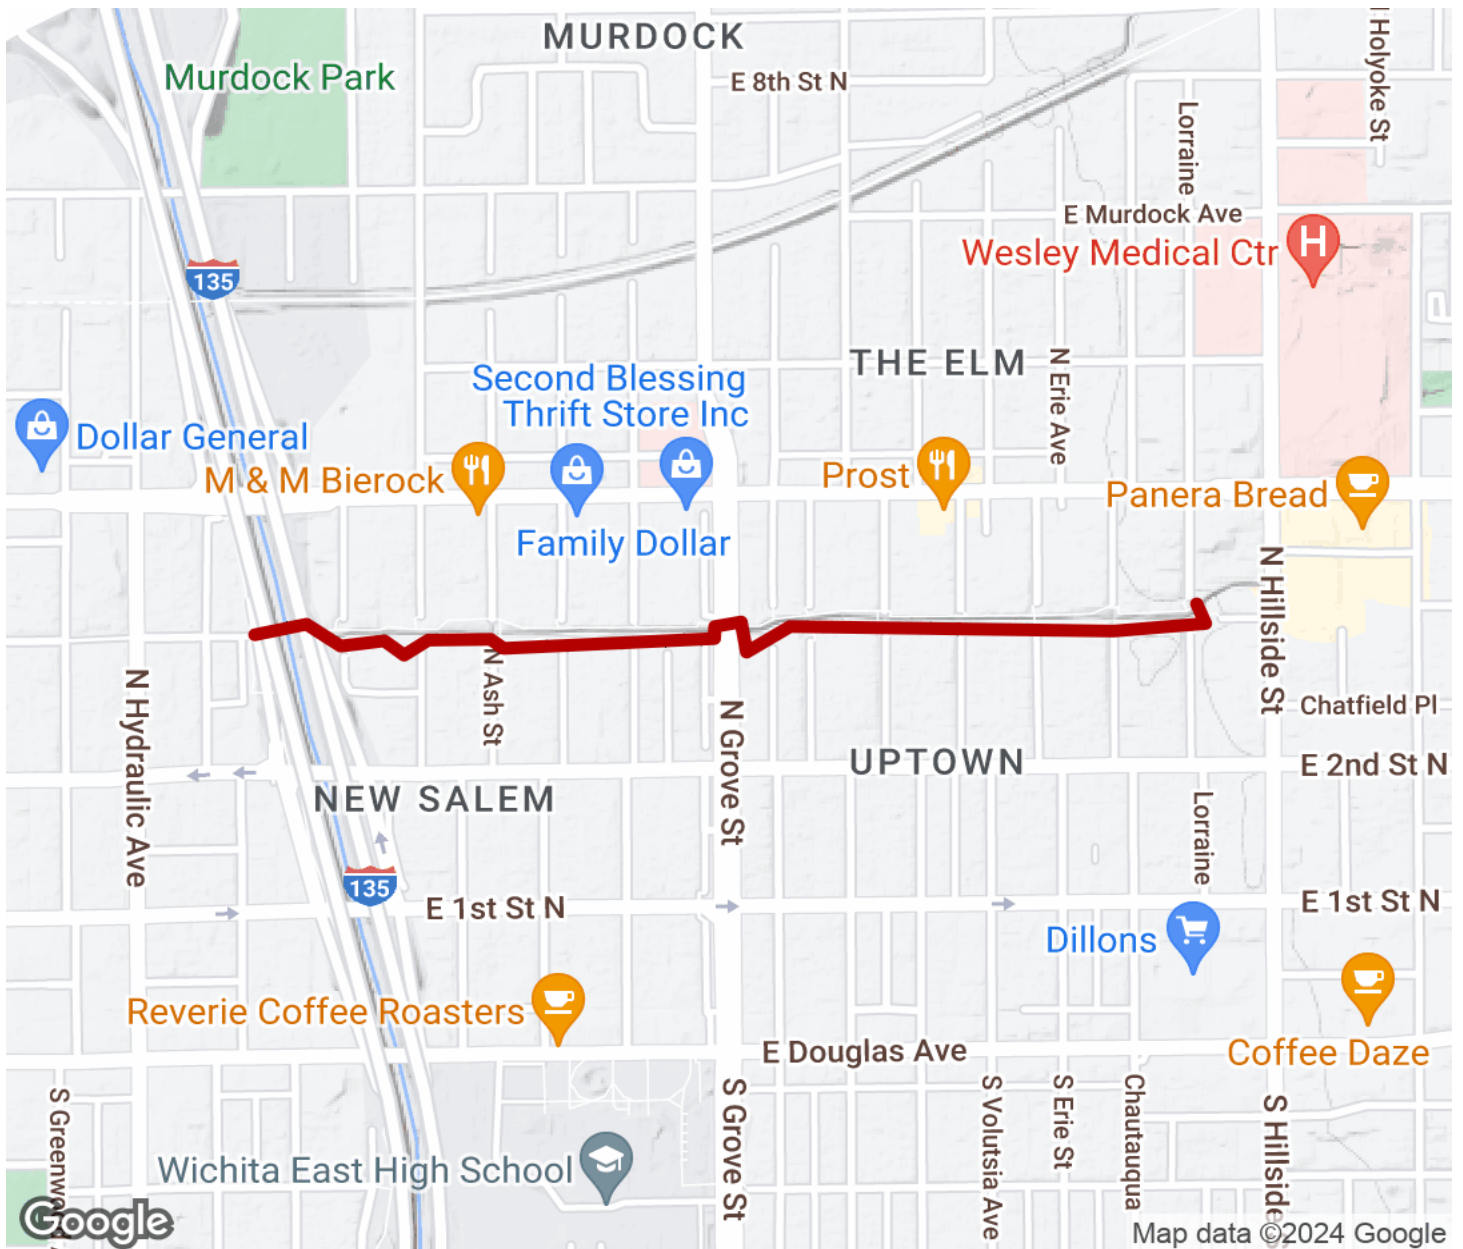 MURDOCK
Murdock Park
E 8th St N
N Holyoke St
Lorraine
E Murdock Ave
Wesley Medical Ctr
H
135
THE ELM
N Erie Ave
Second Blessing
Thrift Store Inc
Dollar General
M & M Bierock
Prost
Panera Bread
Family Dollar
N Hillside St
N Hydraulic Ave
N Ash St
N Grove St
Chatfield Pl
UPTOWN
E 2nd St N
NEW SALEM
Lorraine
135
E 1st St N
E 1st St N
Dillons
Reverie Coffee Roasters
E Douglas Ave
Coffee Daze
S Greenwood
S Grove St
S Volutsia Ave
S Erie St
Chautauqua
S Hillside
Wichita East High School
Google
Map data ©2024 Google